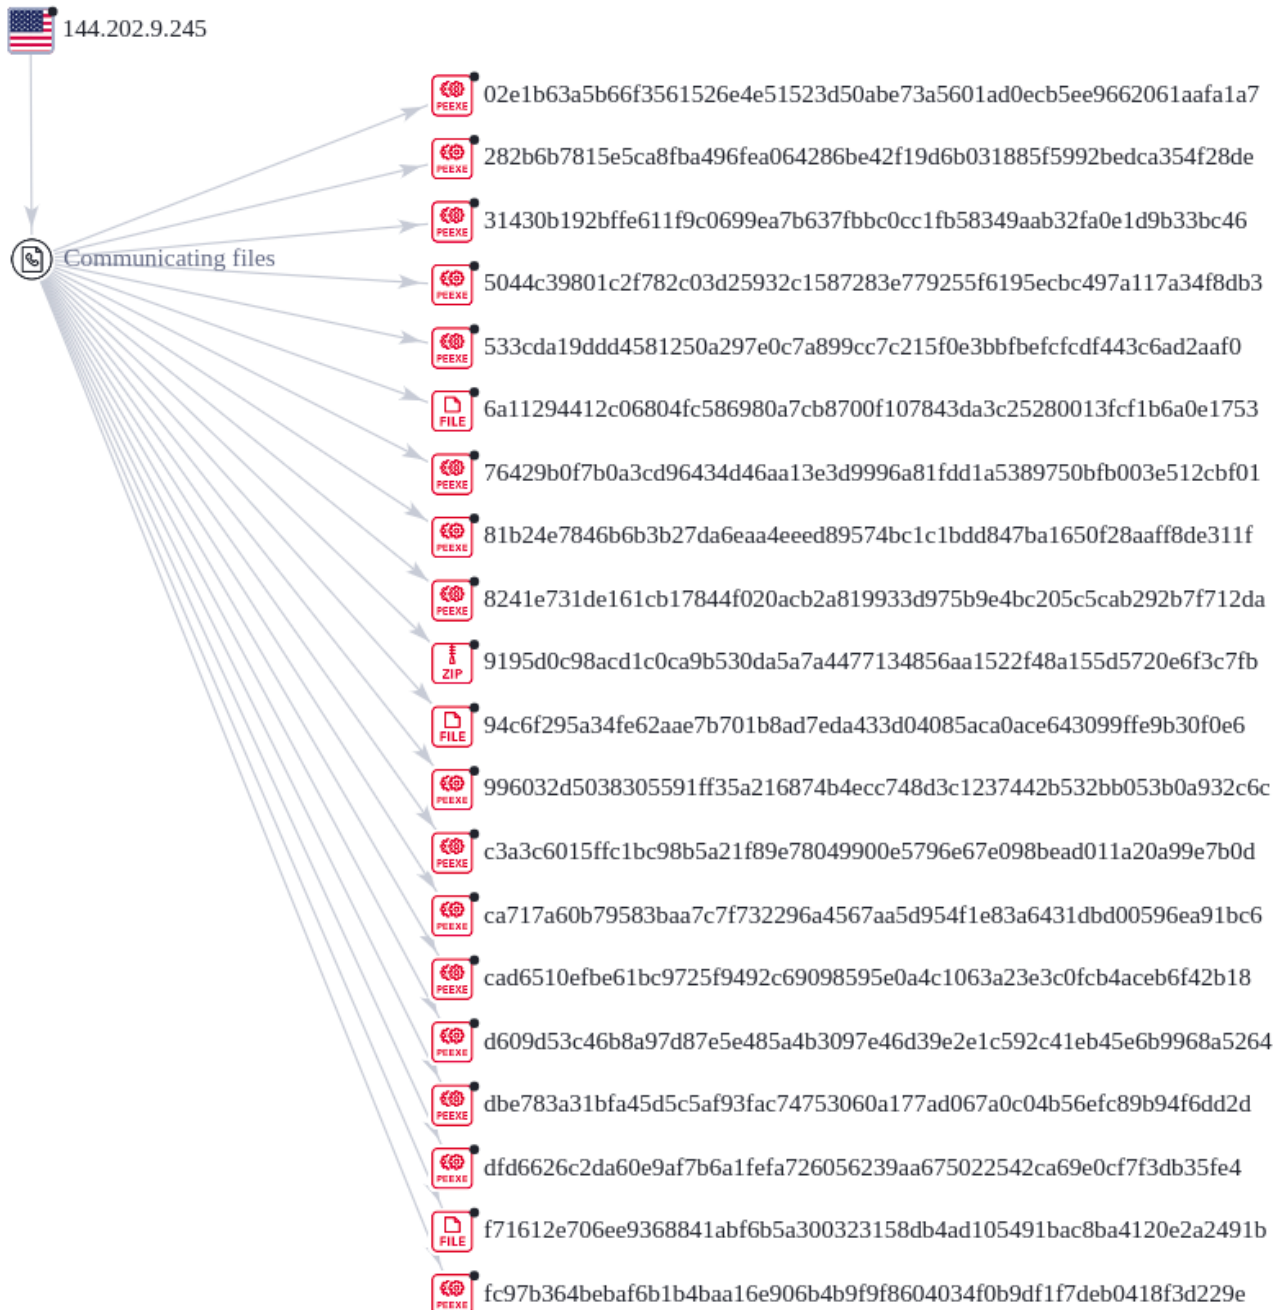 144.202.9.245
PEEXE 02e1b63a5b66f3561526e4e51523d50abe73a5601ad0ecb5ee9662061aafa1a7
PEEXE 282b6b7815e5ca8fba496fea064286be42f19d6b031885f5992bedca354f28de
PEEXE 31430b192bffe611f9c0699ea7b637fbbc0cc1fb58349aab32fa0e1d9b33bc46
Communicating files
PEEXE 5044c39801c2f782c03d25932c1587283e779255f6195ecbc497a117a34f8db3
PEEXE 533cda19ddd4581250a297e0c7a899cc7c215f0e3bbfbefcfcdf443c6ad2aaf0
FILE 6a11294412c06804fc586980a7cb8700f107843da3c25280013fcf1b6a0e1753
PEEXE 76429b0f7b0a3cd96434d46aa13e3d9996a81fdd1a5389750bfb003e512cbf01
PEEXE 81b24e7846b6b3b27da6eaa4eeed89574bc1c1bdd847ba1650f28aaff8de311f
PEEXE 8241e731de161cb17844f020acb2a819933d975b9e4bc205c5cab292b7f712da
ZIP 9195d0c98acd1c0ca9b530da5a7a4477134856aa1522f48a155d5720e6f3c7fb
FILE 94c6f295a34fe62aae7b701b8ad7eda433d04085aca0ace643099ffe9b30f0e6
PEEXE 996032d5038305591ff35a216874b4ecc748d3c1237442b532bb053b0a932c6c
PEEXE c3a3c6015ffc1bc98b5a21f89e78049900e5796e67e098bead011a20a99e7b0d
PEEXE ca717a60b79583baa7c7f732296a4567aa5d954f1e83a6431dbd00596ea91bc6
PEEXE cad6510efbe61bc9725f9492c69098595e0a4c1063a23e3c0fcb4aceb6f42b18
PEEXE d609d53c46b8a97d87e5e485a4b3097e46d39e2e1c592c41eb45e6b9968a5264
PEEXE dbe783a31bfa45d5c5af93fac74753060a177ad067a0c04b56efc89b94f6dd2d
PEEXE dfd6626c2da60e9af7b6a1fefa726056239aa675022542ca69e0cf7f3db35fe4
FILE f71612e706ee9368841abf6b5a300323158db4ad105491bac8ba4120e2a2491b
PEEXE fc97b364bebaf6b1b4baa16e906b4b9f9f8604034f0b9df1f7deb0418f3d229e